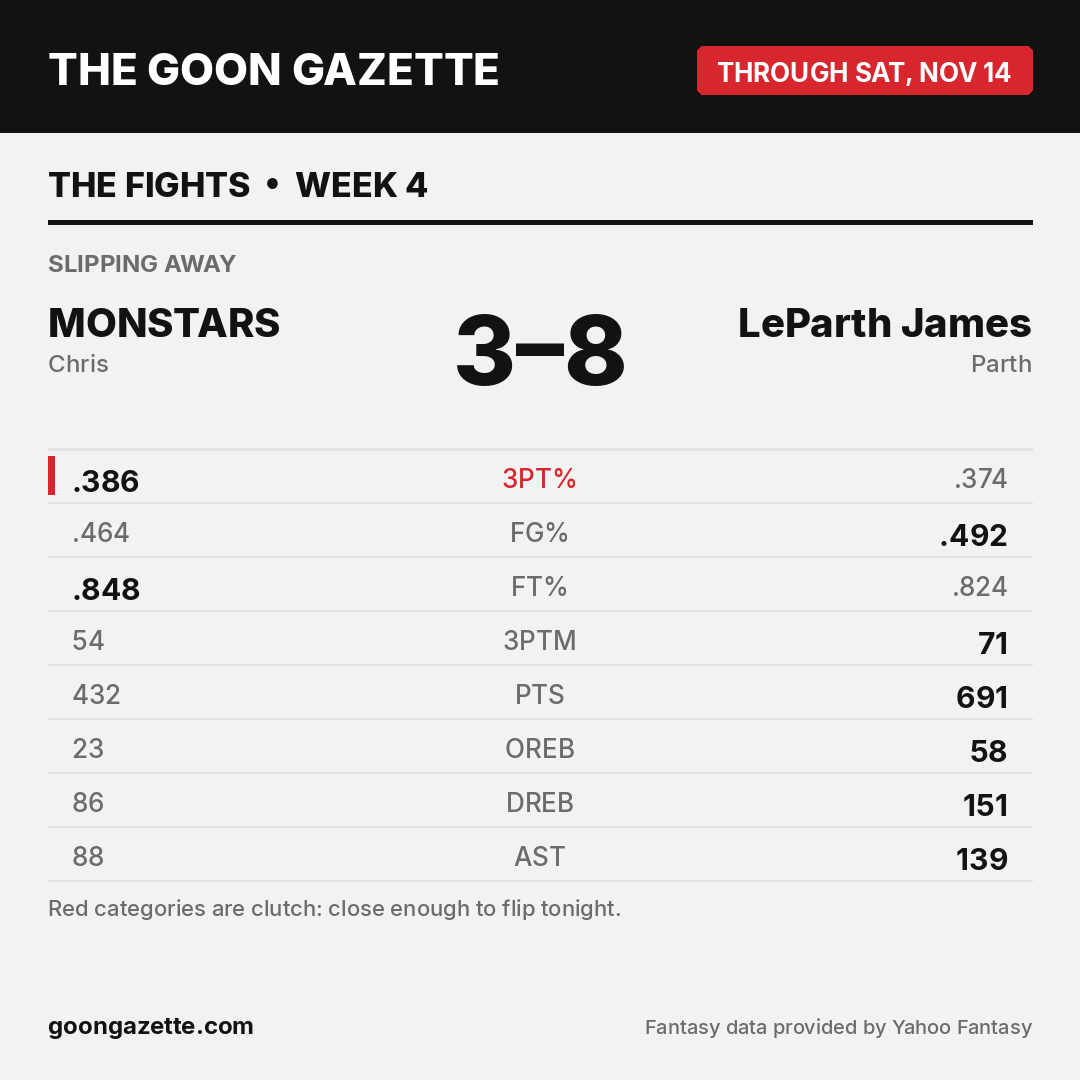 THE GOON GAZETTE
THROUGH SAT, NOV 14
THE FIGHTS • WEEK 4
SLIPPING AWAY
MONSTARS 3–8 LeParth James
Chris Parth
.386 3PT% .374
.464 FG% .492
.848 FT% .824
54 3PTM 71
432 PTS 691
23 OREB 58
86 DREB 151
88 AST 139
Red categories are clutch: close enough to flip tonight.
goongazette.com Fantasy data provided by Yahoo Fantasy